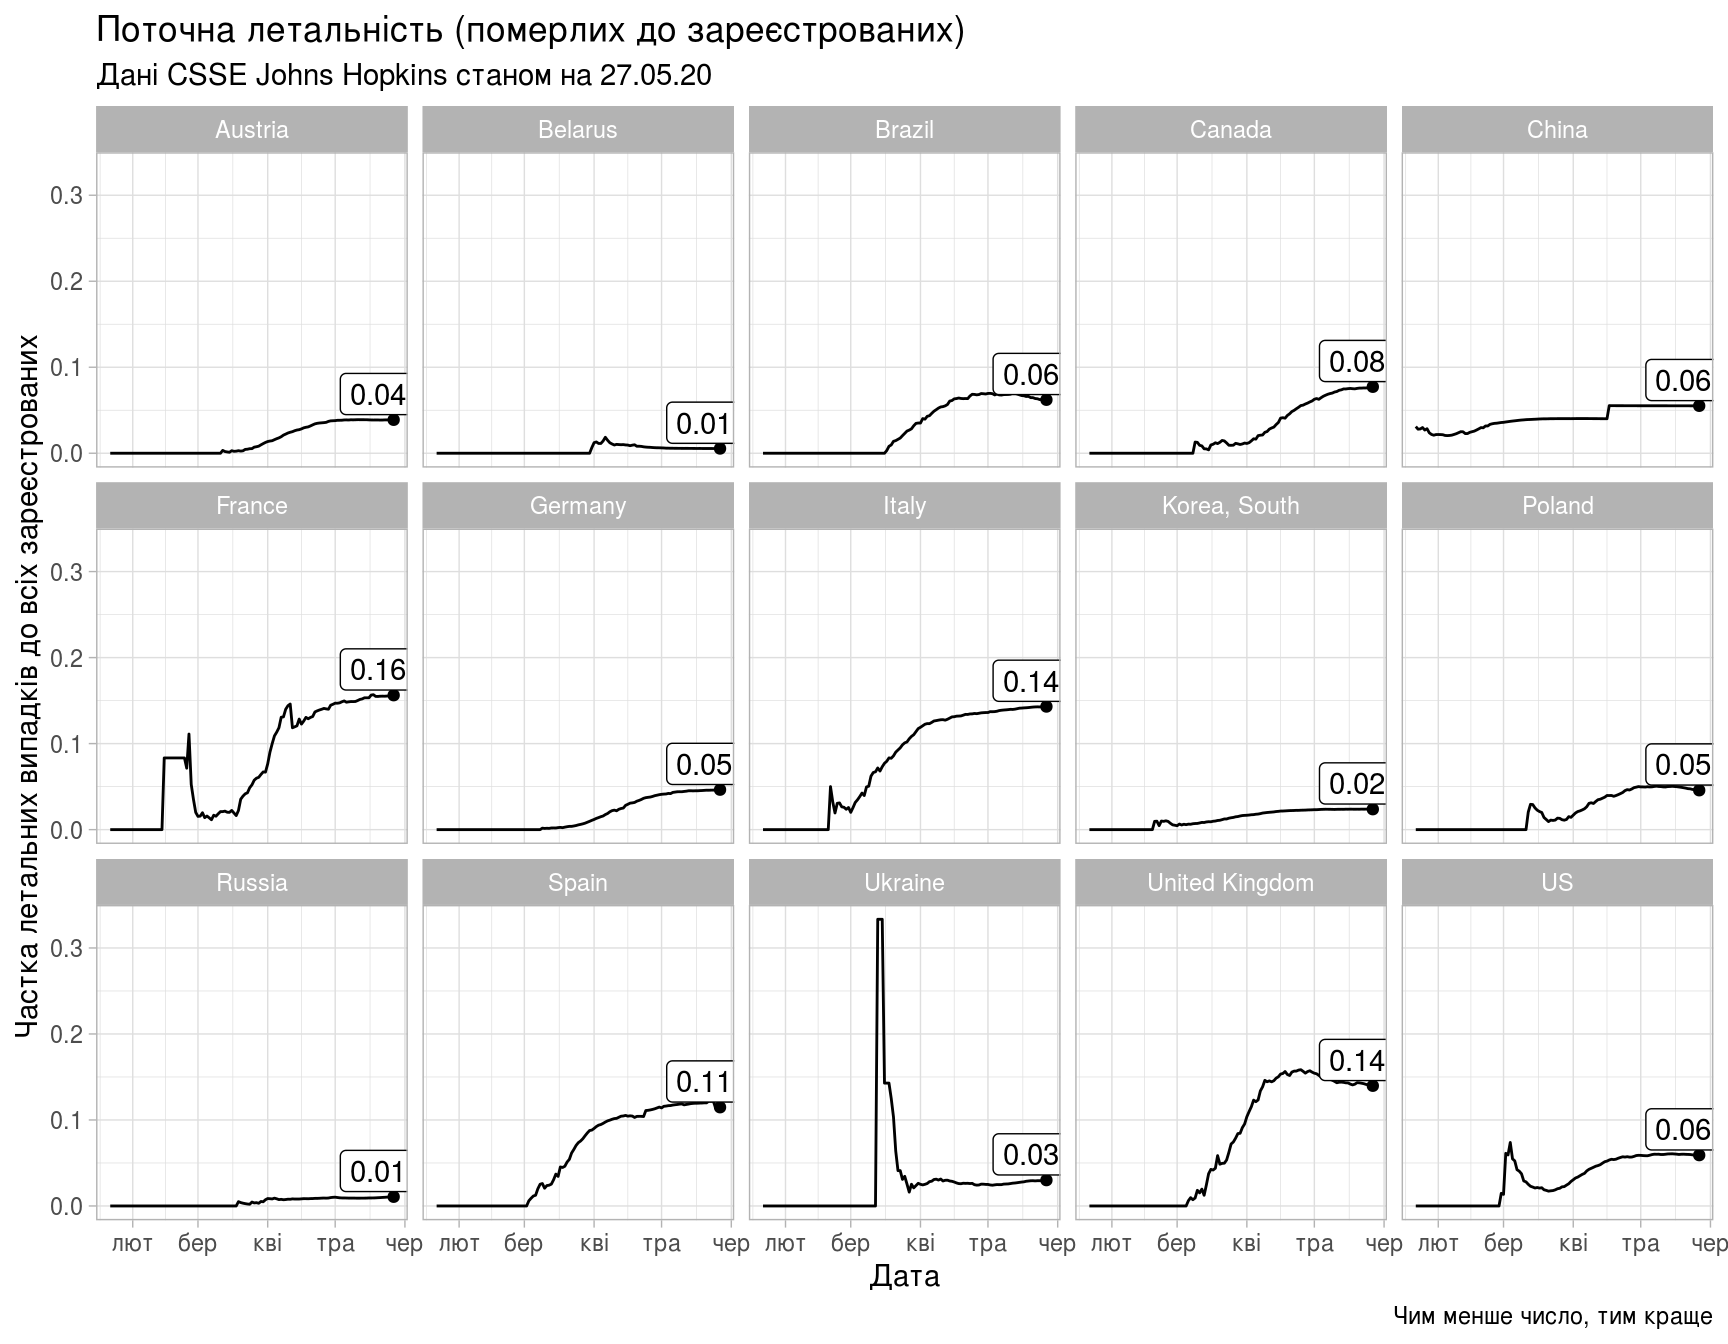 Поточна летальність (померлих до зареєстрованих)
Дані CSSE Johns Hopkins станом на 27.05.20
Частка летальних випадків до всіх зареєстрованих
Austria Belarus Brazil Canada China
0.3
0.2
0.1
0.0
0.04 0.01 0.06 0.08 0.06
France Germany Italy Korea, South Poland
0.3
0.2
0.1
0.0
0.16 0.05 0.14 0.02 0.05
Russia Spain Ukraine United Kingdom US
0.3
0.2
0.1
0.0
0.01 0.11 0.03 0.14 0.06
лют бер кві тра чер лют бер кві тра чер лют бер кві тра чер лют бер кві тра чер лют бер кві тра чер
Дата
Чим менше число, тим краще